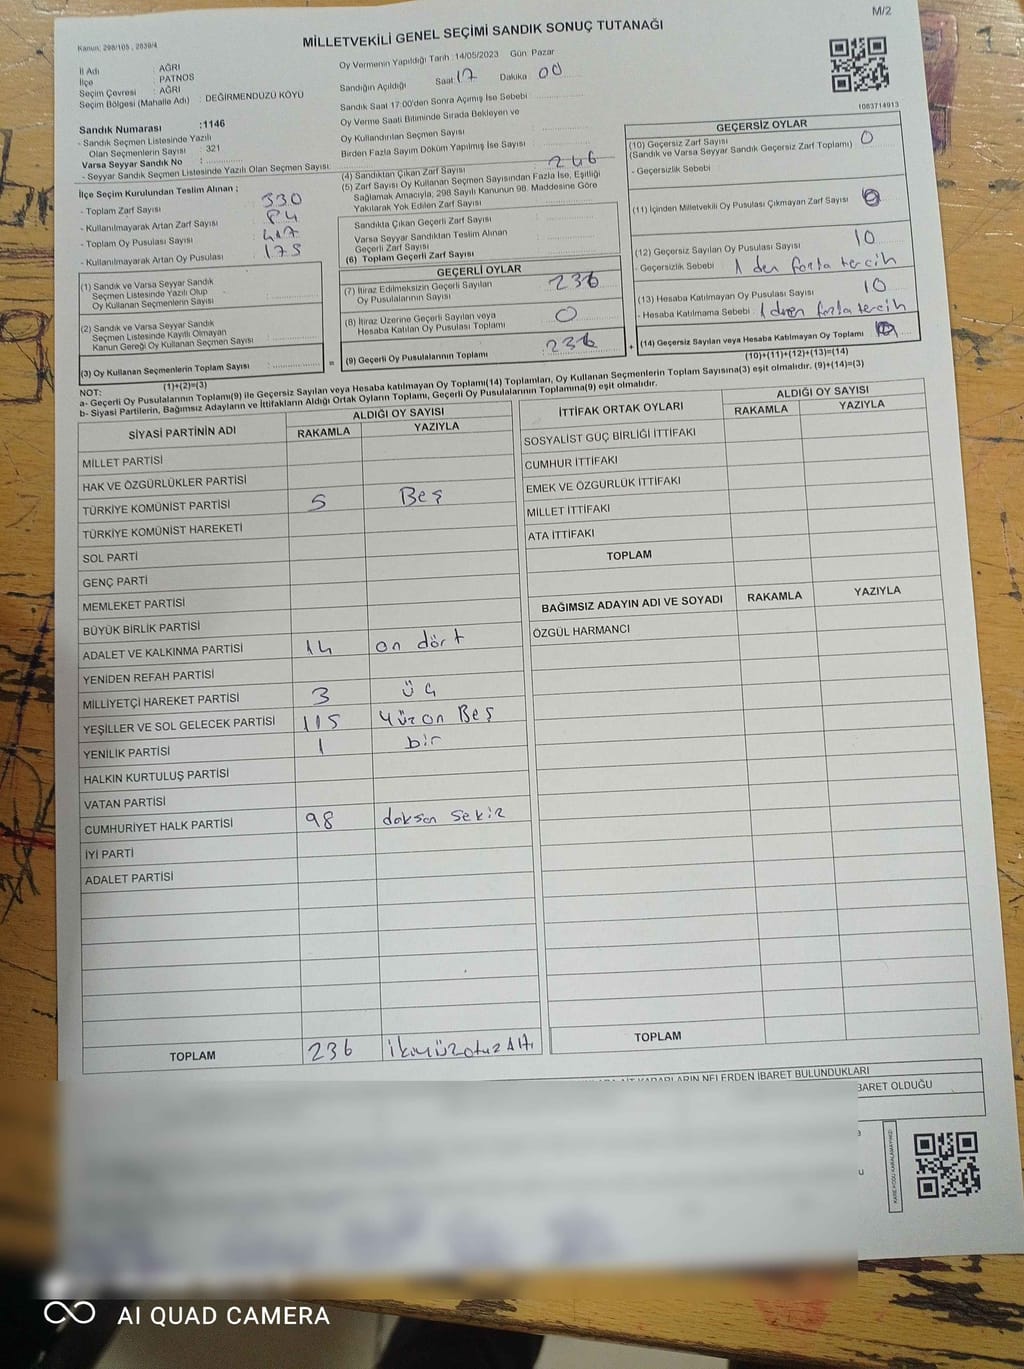 M/2
Kanun: 298/105 , 2839/4
MİLLETVEKİLİ GENEL SEÇİMİ SANDIK SONUÇ TUTANAĞI
İl Adı : AĞRI
İlçe : PATNOS
Seçim Çevresi : AĞRI
Seçim Bölgesi (Mahalle Adı) : DEĞİRMENDÜZÜ KÖYÜ
Oy Vermenin Yapıldığı Tarih :14/05/2023 Gün: Pazar
Sandığın Açıldığı Saat: 17 Dakika : 00
Sandık Saat 17:00'den Sonra Açılmış İse Sebebi
Oy Verme Saati Bitiminde Sırada Bekleyen ve
Oy Kullandırılan Seçmen Sayısı
Birden Fazla Sayım Döküm Yapılmış İse Sayısı
1083714913
Sandık Numarası :1146
- Sandık Seçmen Listesinde Yazılı
Olan Seçmenlerin Sayısı : 321
Varsa Seyyar Sandık No :
- Seyyar Sandık Seçmen Listesinde Yazılı Olan Seçmen Sayısı:
İlçe Seçim Kurulundan Teslim Alınan ;
- Toplam Zarf Sayısı 330
- Kullanılmayarak Artan Zarf Sayısı 84
- Toplam Oy Pusulası Sayısı 417
- Kullanılmayarak Artan Oy Pusulası 175
(4) Sandıktan Çıkan Zarf Sayısı 246
(5) Zarf Sayısı Oy Kullanan Seçmen Sayısından Fazla İse, Eşitliği
Sağlamak Amacıyla, 298 Sayılı Kanunun 98. Maddesine Göre
Yakılarak Yok Edilen Zarf Sayısı
Sandıkta Çıkan Geçerli Zarf Sayısı
Varsa Seyyar Sandıktan Teslim Alınan
Geçerli Zarf Sayısı
(6) Toplam Geçerli Zarf Sayısı
GEÇERSİZ OYLAR
(10) Geçersiz Zarf Sayısı 0
(Sandık ve Varsa Seyyar Sandık Geçersiz Zarf Toplamı)
- Geçersizlik Sebebi
(11) İçinden Milletvekili Oy Pusulası Çıkmayan Zarf Sayısı
(12) Geçersiz Sayılan Oy Pusulası Sayısı 10
- Geçersizlik Sebebi 1 den fazla tercih
(13) Hesaba Katılmayan Oy Pusulası Sayısı 10
- Hesaba Katılmama Sebebi 1 den fazla tercih
(14) Geçersiz Sayılan veya Hesaba Katılmayan Oy Toplamı
(10)+(11)+(12)+(13)=(14)
(1) Sandık ve Varsa Seyyar Sandık
Seçmen Listesinde Yazılı Olup
Oy Kullanan Seçmenlerin Sayısı
(2) Sandık ve Varsa Seyyar Sandık
Seçmen Listesinde Kayıtlı Olmayan
Kanun Gereği Oy Kullanan Seçmen Sayısı
(3) Oy Kullanan Seçmenlerin Toplam Sayısı
(1)+(2)=(3)
GEÇERLİ OYLAR
(7) İtiraz Edilmeksizin Geçerli Sayılan
Oy Pusulalarının Sayısı 236
(8) İtiraz Üzerine Geçerli Sayılan veya
Hesaba Katılan Oy Pusulası Toplamı 0
(9) Geçerli Oy Pusulalarının Toplamı 236
NOT:
a- Geçerli Oy Pusulalarının Toplamı(9) ile Geçersiz Sayılan veya Hesaba katılmayan Oy Toplamı(14) Toplamları, Oy Kullanan Seçmenlerin Toplam Sayısına(3) eşit olmalıdır. (9)+(14)=(3)
b- Siyasi Partilerin, Bağımsız Adayların ve İttifakların Aldığı Ortak Oyların Toplamı, Geçerli Oy Pusulalarının Toplamına(9) eşit olmalıdır.
SİYASİ PARTİNİN ADI ALDIĞI OY SAYISI
RAKAMLA YAZIYLA
MİLLET PARTİSİ
HAK VE ÖZGÜRLÜKLER PARTİSİ
TÜRKİYE KOMÜNİST PARTİSİ 5 Beş
TÜRKİYE KOMÜNİST HAREKETİ
SOL PARTİ
GENÇ PARTİ
MEMLEKET PARTİSİ
BÜYÜK BİRLİK PARTİSİ
ADALET VE KALKINMA PARTİSİ 14 on dört
YENİDEN REFAH PARTİSİ
MİLLİYETÇİ HAREKET PARTİSİ 3 üç
YEŞİLLER VE SOL GELECEK PARTİSİ 115 Yüz on Beş
YENİLİK PARTİSİ 1 bir
HALKIN KURTULUŞ PARTİSİ
VATAN PARTİSİ
CUMHURİYET HALK PARTİSİ 98 doksan sekiz
İYİ PARTİ
ADALET PARTİSİ
TOPLAM 236 ikiyüzotuzAltı
İTTİFAK ORTAK OYLARI ALDIĞI OY SAYISI
RAKAMLA YAZIYLA
SOSYALİST GÜÇ BİRLİĞİ İTTİFAKI
CUMHUR İTTİFAKI
EMEK VE ÖZGÜRLÜK İTTİFAKI
MİLLET İTTİFAKI
ATA İTTİFAKI
TOPLAM
BAĞIMSIZ ADAYIN ADI VE SOYADI RAKAMLA YAZIYLA
ÖZGÜL HARMANCI
TOPLAM
NELERDEN İBARET BULUNDUKLARI
İBARET OLDUĞU
KARE KODU KARALAMAYINIZ!
AI QUAD CAMERA